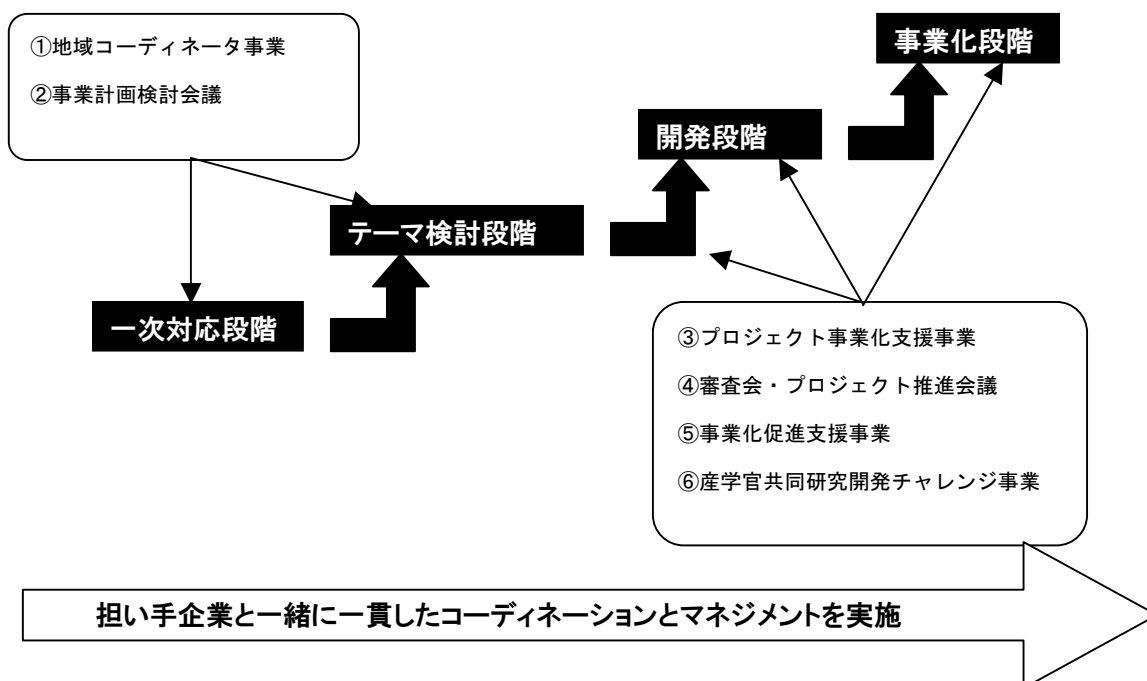 ①地域コーディネータ事業
②事業計画検討会議
事業化段階
開発段階
テーマ検討段階
一次対応段階
③プロジェクト事業化支援事業
④審査会・プロジェクト推進会議
⑤事業化促進支援事業
⑥産学官共同研究開発チャレンジ事業
担い手企業と一緒に一貫したコーディネーションとマネジメントを実施